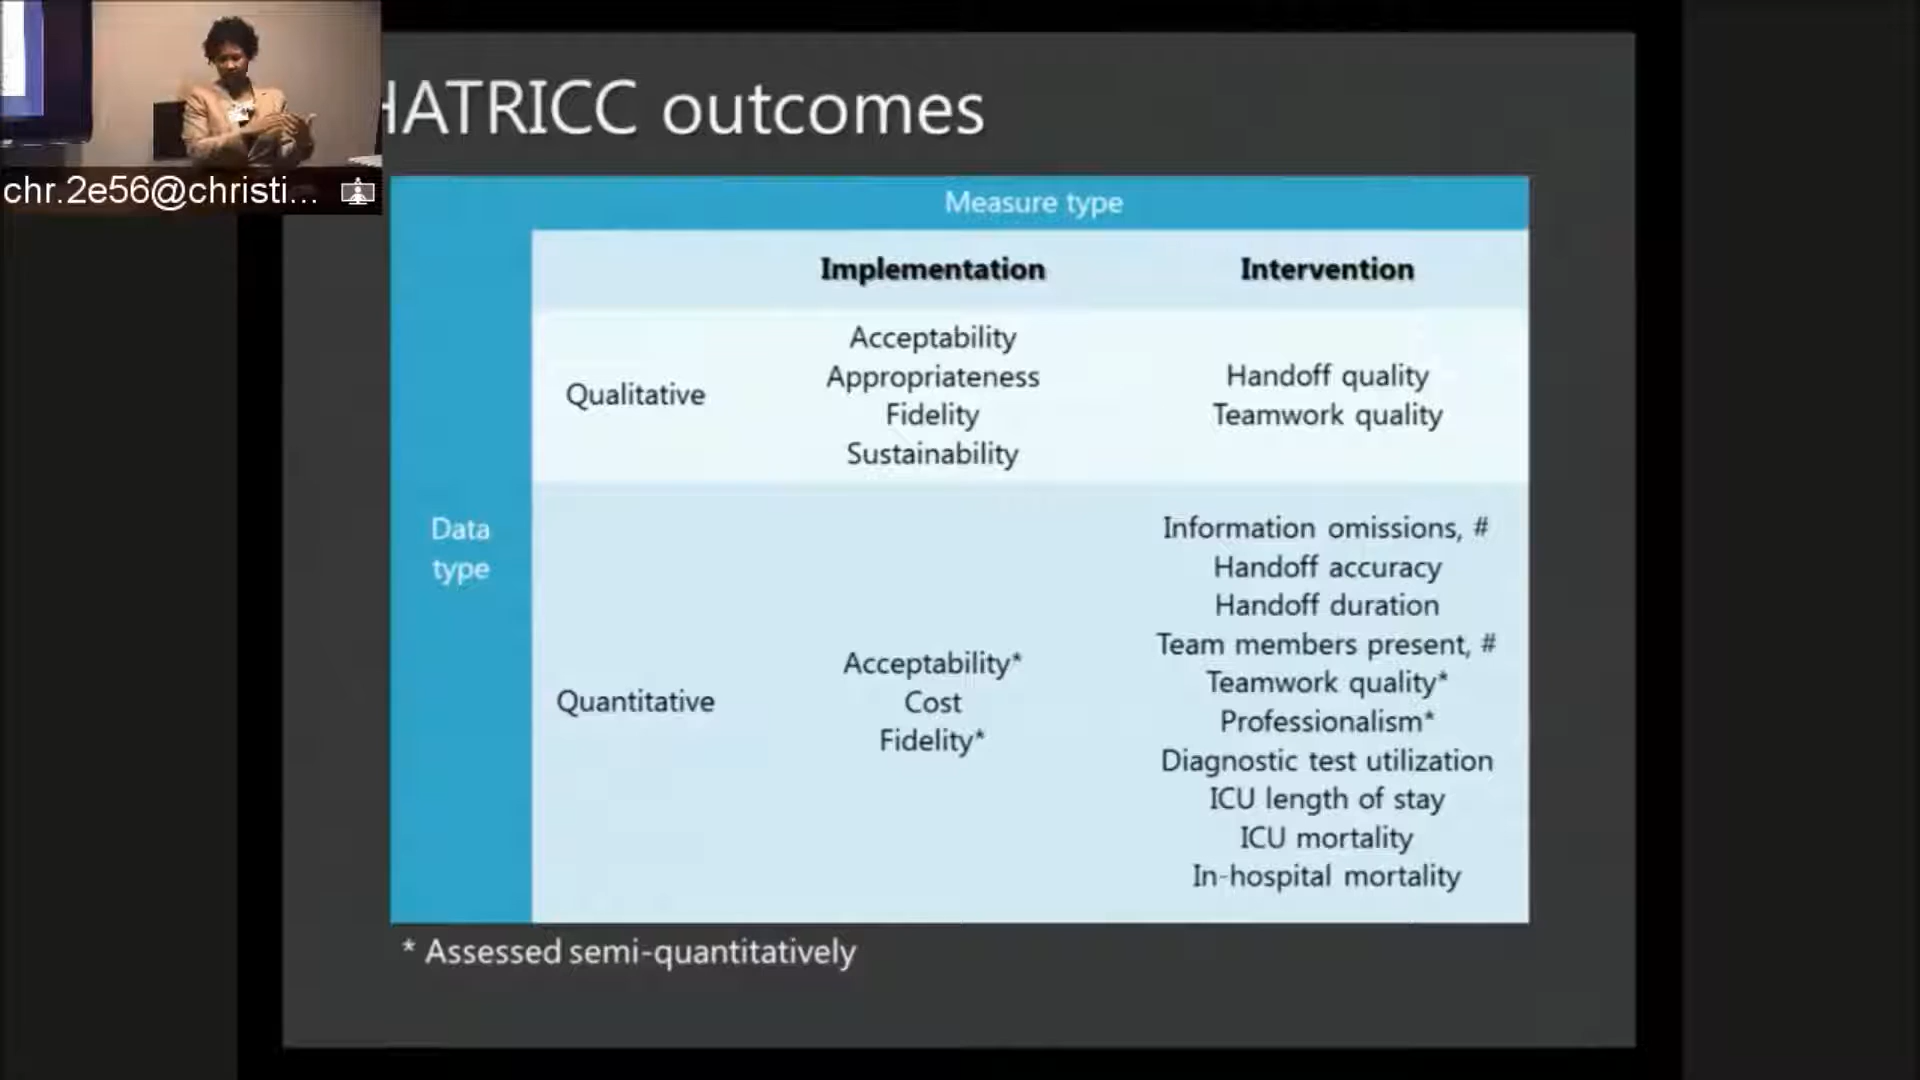 HATRICC outcomes
chr.2e56@christi...
Measure type
Implementation Intervention
Data
type
Qualitative
Acceptability
Appropriateness
Fidelity
Sustainability
Handoff quality
Teamwork quality
Quantitative
Acceptability*
Cost
Fidelity*
Information omissions, #
Handoff accuracy
Handoff duration
Team members present, #
Teamwork quality*
Professionalism*
Diagnostic test utilization
ICU length of stay
ICU mortality
In-hospital mortality
* Assessed semi-quantitatively